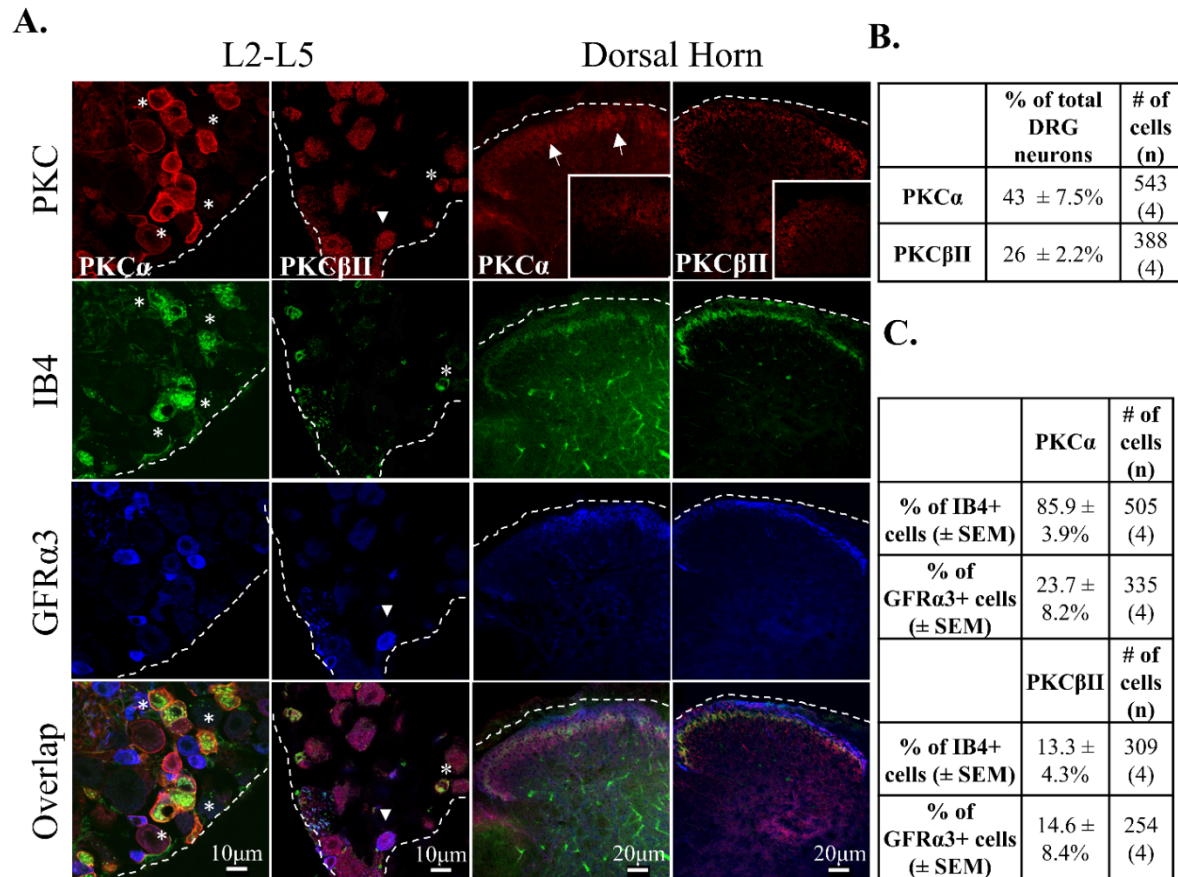 A.
L2-L5
Dorsal Horn
PKC
PKCα
*
*
*
*
PKCβII
*
PKCα
PKCβII
IB4
*
*
*
*
*
GFRα3
Overlap
*
*
*
*
10μm
*
10μm
20μm
20μm
B.
% of total
DRG
neurons
# of
cells
(n)
PKCα
43 ± 7.5%
543
(4)
PKCβII
26 ± 2.2%
388
(4)
C.
PKCα
# of
cells
(n)
% of IB4+
cells (± SEM)
85.9 ±
3.9%
505
(4)
% of
GFRα3+ cells
(± SEM)
23.7 ±
8.2%
335
(4)
PKCβII
# of
cells
(n)
% of IB4+
cells (± SEM)
13.3 ±
4.3%
309
(4)
% of
GFRα3+ cells
(± SEM)
14.6 ±
8.4%
254
(4)